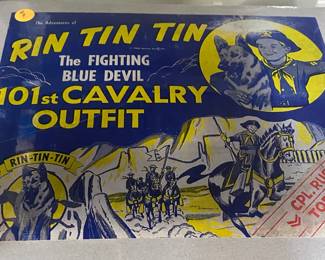 The Adventures of
RIN TIN TIN
The FIGHTING
BLUE DEVIL
101st CAVALRY
OUTFIT
RIN-TIN-TIN
CPL. RU
TO